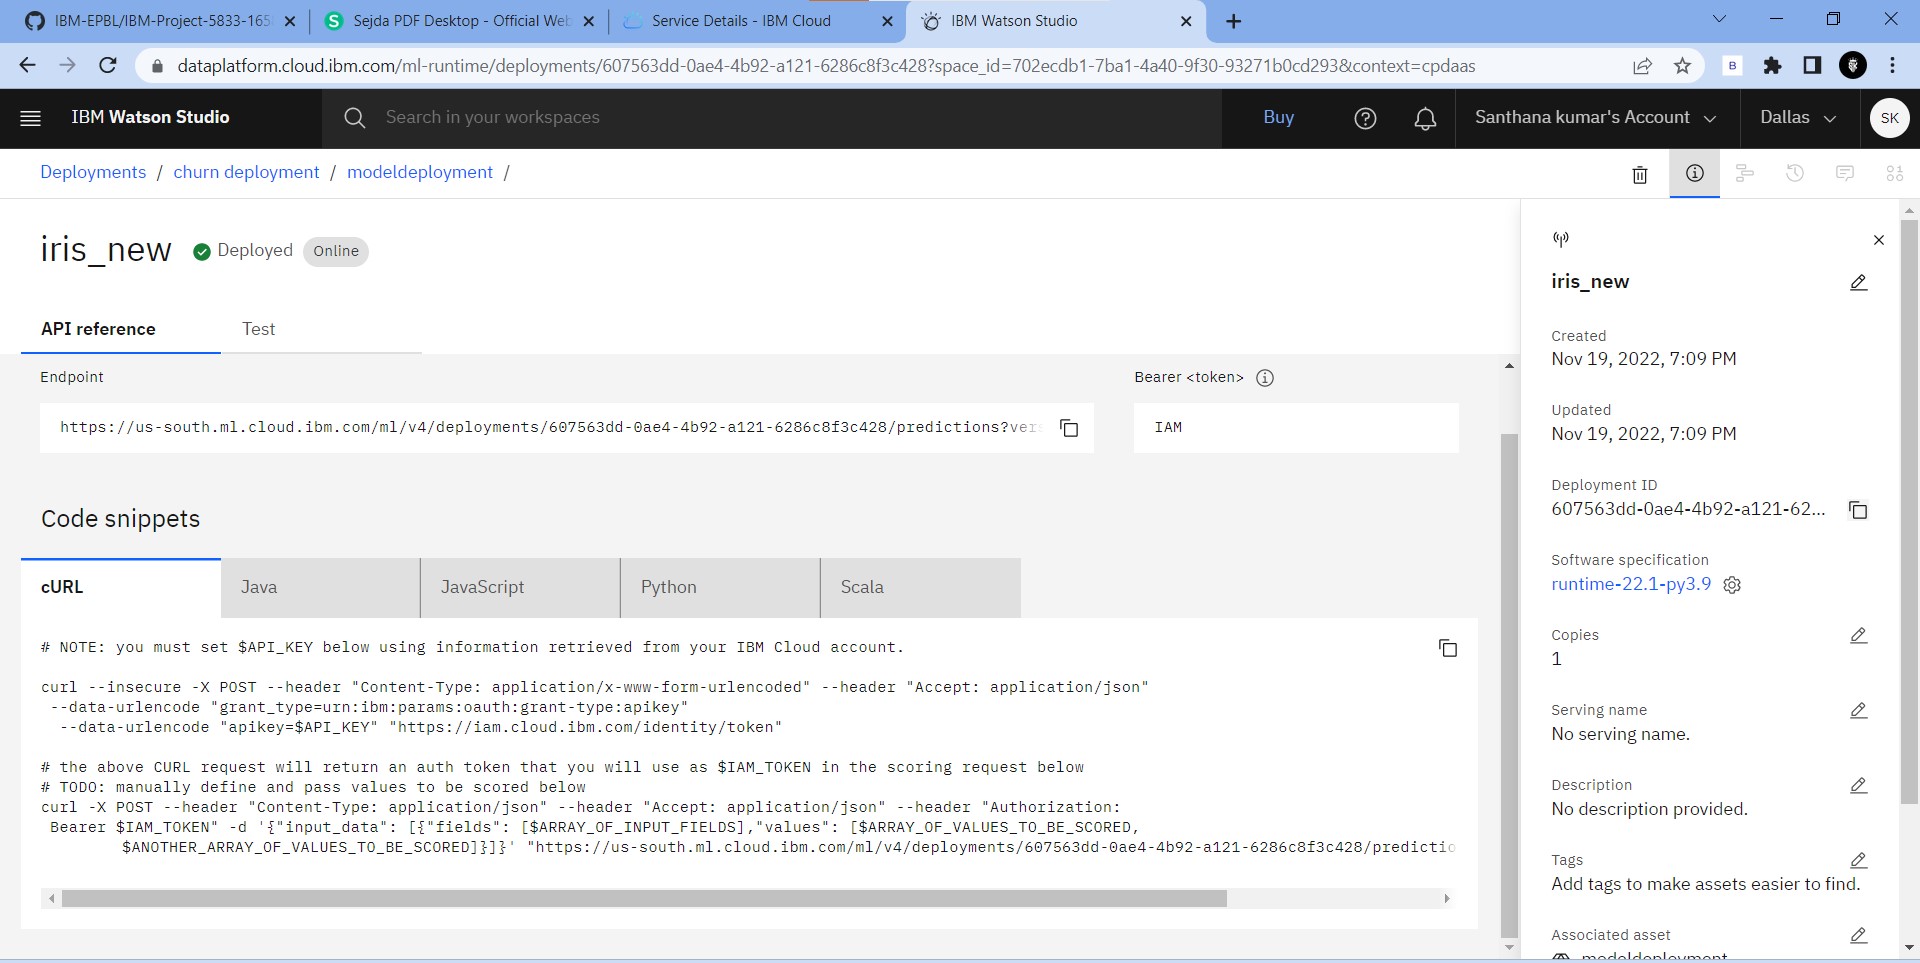 IBM-EPBL/IBM-Project-5833-165
Sejda PDF Desktop - Official Web
Service Details - IBM Cloud
IBM Watson Studio
dataplatform.cloud.ibm.com/ml-runtime/deployments/607563dd-0ae4-4b92-a121-6286c8f3c428?space_id=702ecdb1-7ba1-4a40-9f30-93271b0cd293&context=cpdaas
B
IBM Watson Studio
Search in your workspaces
Buy
Santhana kumar's Account
Dallas
SK
Deployments / churn deployment / modeldeployment /
iris_new
Deployed
Online
API reference
Test
Endpoint
https://us-south.ml.cloud.ibm.com/ml/v4/deployments/607563dd-0ae4-4b92-a121-6286c8f3c428/predictions?ver
Bearer <token>
IAM
Code snippets
cURL
Java
JavaScript
Python
Scala
# NOTE: you must set $API_KEY below using information retrieved from your IBM Cloud account.
curl --insecure -X POST --header "Content-Type: application/x-www-form-urlencoded" --header "Accept: application/json"
--data-urlencode "grant_type=urn:ibm:params:oauth:grant-type:apikey"
--data-urlencode "apikey=$API_KEY" "https://iam.cloud.ibm.com/identity/token"
# the above CURL request will return an auth token that you will use as $IAM_TOKEN in the scoring request below
# TODO: manually define and pass values to be scored below
curl -X POST --header "Content-Type: application/json" --header "Accept: application/json" --header "Authorization:
Bearer $IAM_TOKEN" -d '{"input_data": [{"fields": [$ARRAY_OF_INPUT_FIELDS],"values": [$ARRAY_OF_VALUES_TO_BE_SCORED,
$ANOTHER_ARRAY_OF_VALUES_TO_BE_SCORED]}]}' "https://us-south.ml.cloud.ibm.com/ml/v4/deployments/607563dd-0ae4-4b92-a121-6286c8f3c428/predictio
iris_new
Created
Nov 19, 2022, 7:09 PM
Updated
Nov 19, 2022, 7:09 PM
Deployment ID
607563dd-0ae4-4b92-a121-62...
Software specification
runtime-22.1-py3.9
Copies
1
Serving name
No serving name.
Description
No description provided.
Tags
Add tags to make assets easier to find.
Associated asset
modeldeployment